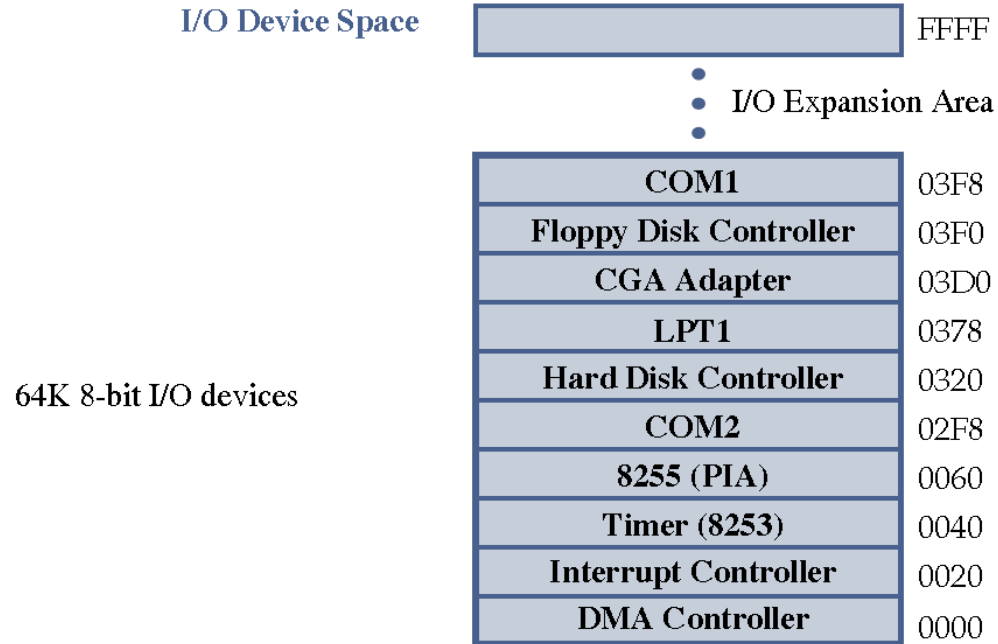 I/O Device Space
FFFF
I/O Expansion Area
COM1 03F8
Floppy Disk Controller 03F0
CGA Adapter 03D0
LPT1 0378
Hard Disk Controller 0320
64K 8-bit I/O devices
COM2 02F8
8255 (PIA) 0060
Timer (8253) 0040
Interrupt Controller 0020
DMA Controller 0000